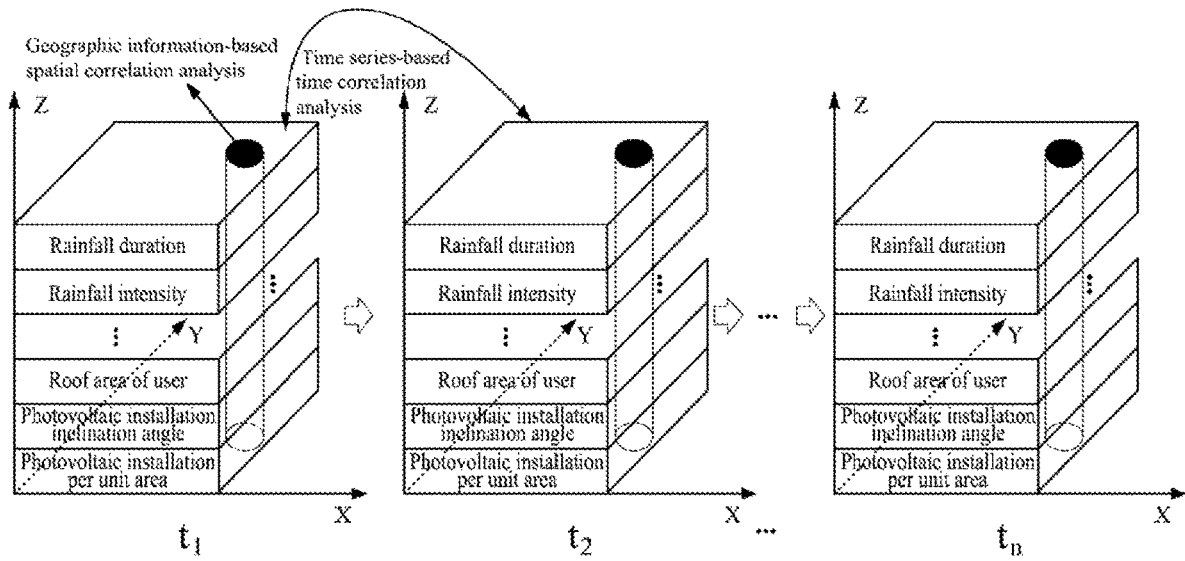 Geographic information-based
spatial correlation analysis
Time series-based
time correlation
analysis
Z
Rainfall duration
Rainfall intensity
⋮
Y
Roof area of user
Photovoltaic installation
inclination angle
Photovoltaic installation
per unit area
X
t1
Z
Rainfall duration
Rainfall intensity
⋮
Y
Roof area of user
Photovoltaic installation
inclination angle
Photovoltaic installation
per unit area
X
t2
...
...
Z
Rainfall duration
Rainfall intensity
⋮
Y
Roof area of user
Photovoltaic installation
inclination angle
Photovoltaic installation
per unit area
X
tn